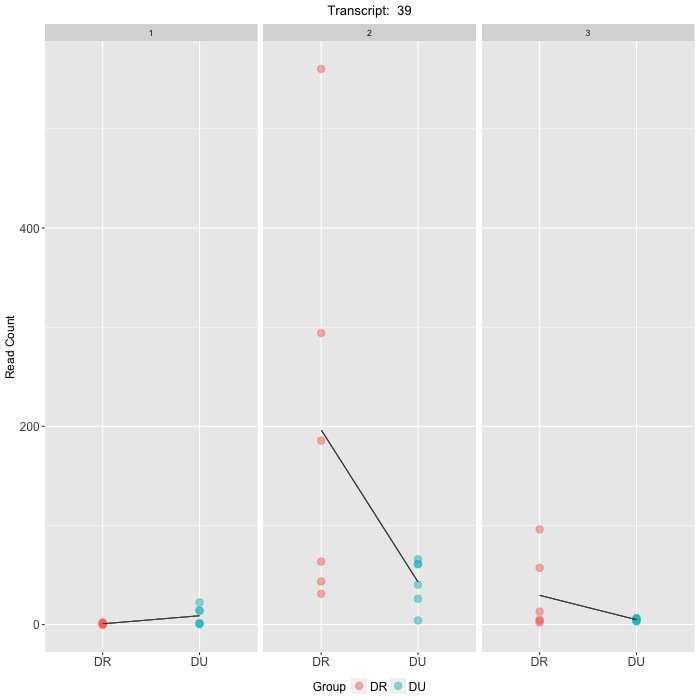 Transcript:  39
1 2 3
Read Count
400
200
0
DR DU DR DU DR DU
Group DR DU